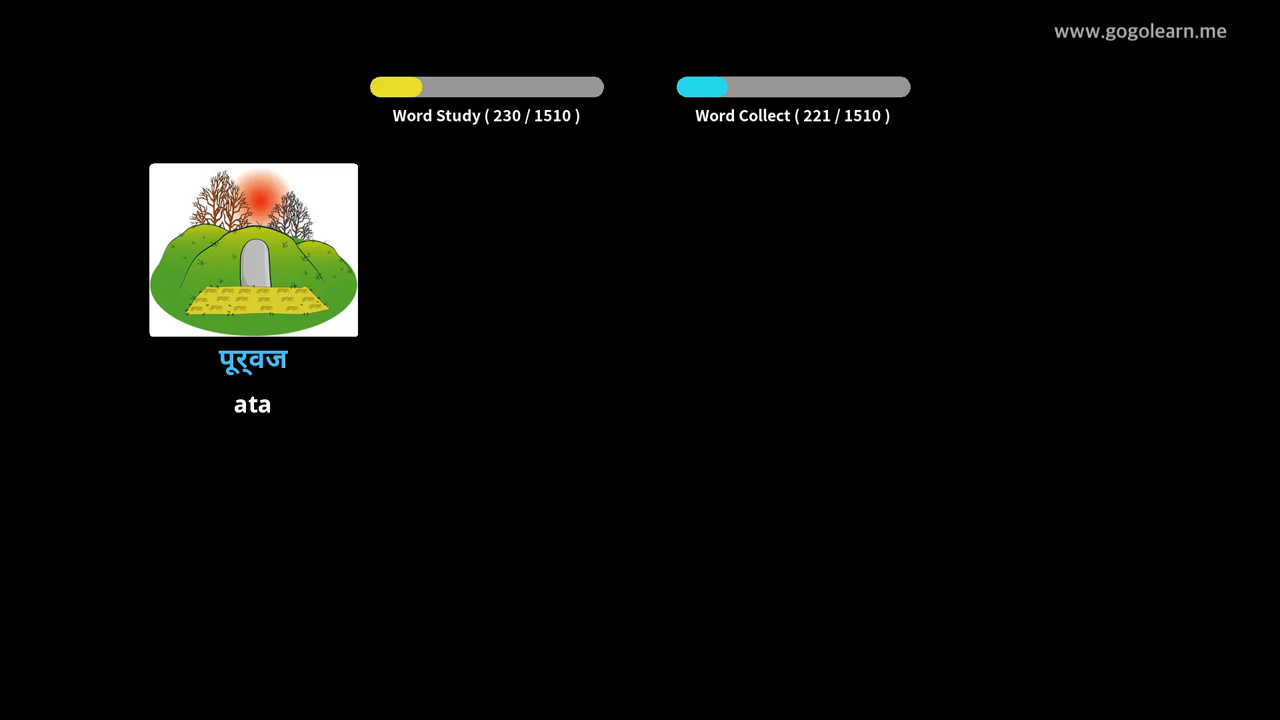 www.gogolearn.me
Word Study ( 230 / 1510 )
Word Collect ( 221 / 1510 )
पूर्वज
ata